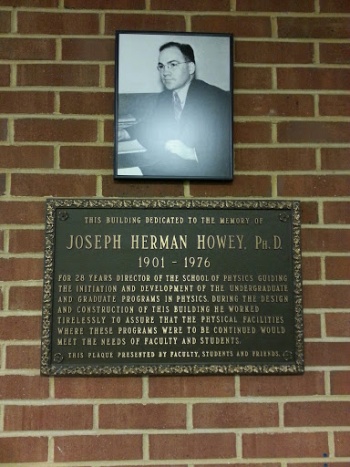 THIS BUILDING DEDICATED TO THE MEMORY OF
JOSEPH HERMAN HOWEY, PH.D.
1901 - 1976
FOR 28 YEARS DIRECTOR OF THE SCHOOL OF PHYSICS GUIDING
THE INITIATION AND DEVELOPMENT OF THE UNDERGRADUATE
AND GRADUATE PROGRAMS IN PHYSICS. DURING THE DESIGN
AND CONSTRUCTION OF THIS BUILDING HE WORKED
TIRELESSLY TO ASSURE THAT THE PHYSICAL FACILITIES
WHERE THESE PROGRAMS WERE TO BE CONTINUED WOULD
MEET THE NEEDS OF FACULTY AND STUDENTS.
THIS PLAQUE PRESENTED BY FACULTY, STUDENTS AND FRIENDS.